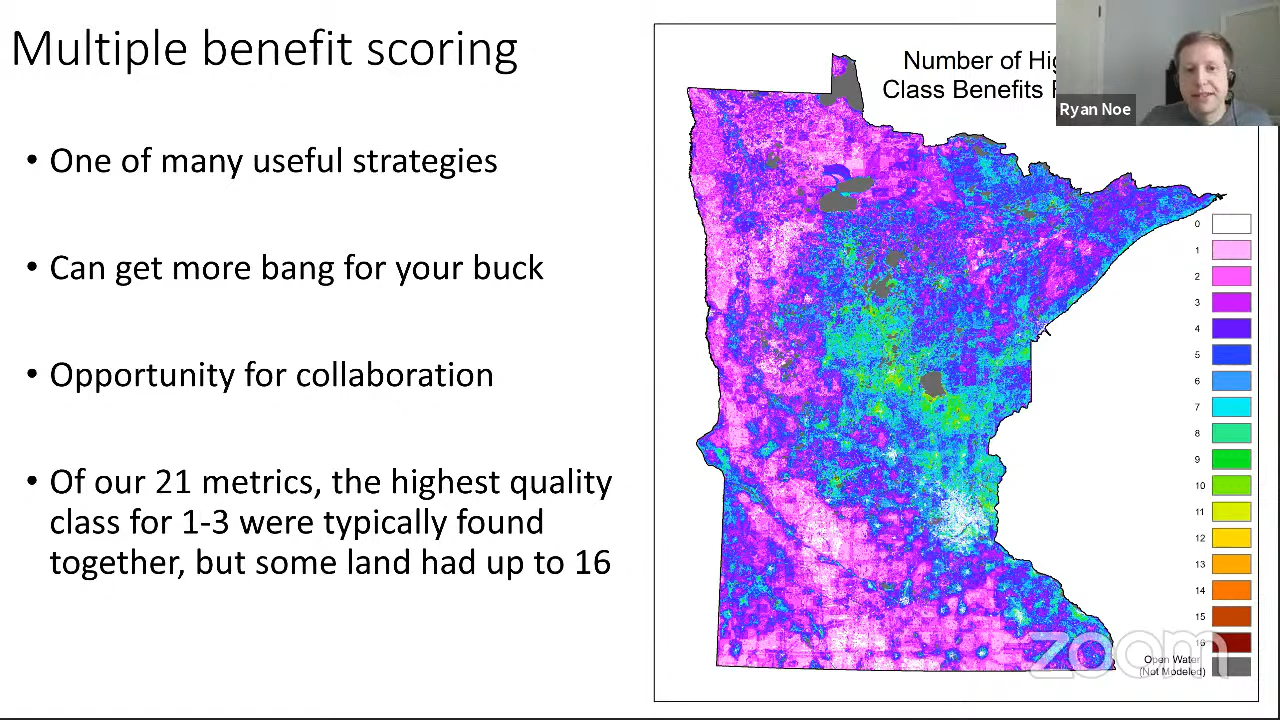 Multiple benefit scoring
• One of many useful strategies
• Can get more bang for your buck
• Opportunity for collaboration
• Of our 21 metrics, the highest quality
class for 1-3 were typically found
together, but some land had up to 16
Number of
Class Benefits
Ryan Noe
0
1
2
3
4
5
6
7
8
9
10
11
12
13
14
15
16
Open Water
(Not Modeled)
zoom